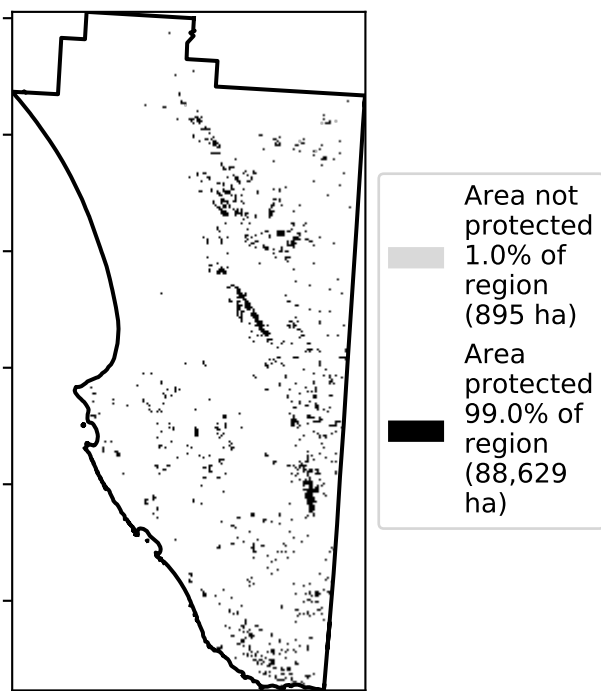 Area not
protected
1.0% of
region
(895 ha)
Area
protected
99.0% of
region
(88,629
ha)